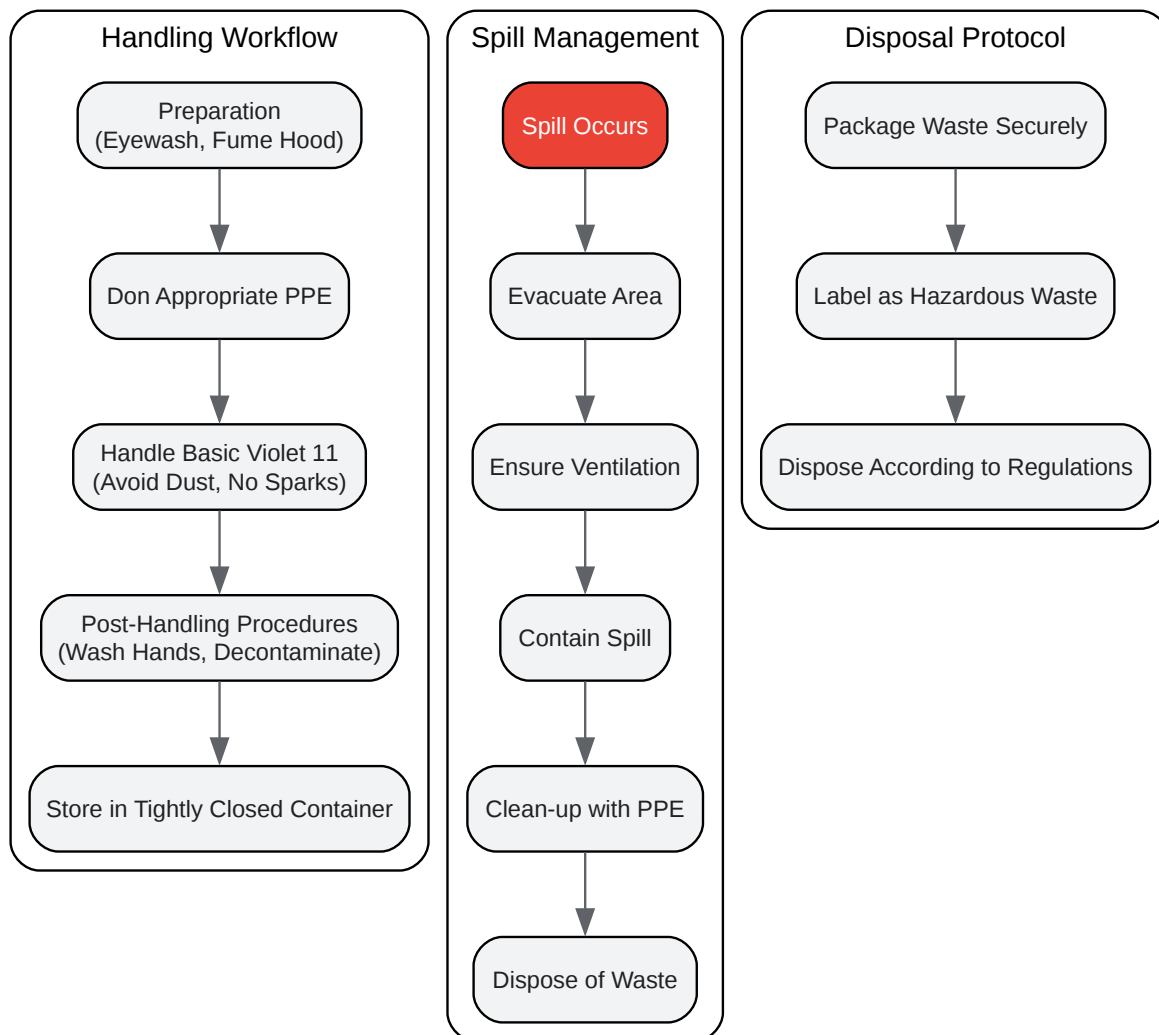 Handling Workflow
Preparation
(Eyewash, Fume Hood)
Don Appropriate PPE
Handle Basic Violet 11
(Avoid Dust, No Sparks)
Post-Handling Procedures
(Wash Hands, Decontaminate)
Store in Tightly Closed Container
Spill Management
Spill Occurs
Evacuate Area
Ensure Ventilation
Contain Spill
Clean-up with PPE
Dispose of Waste
Disposal Protocol
Package Waste Securely
Label as Hazardous Waste
Dispose According to Regulations